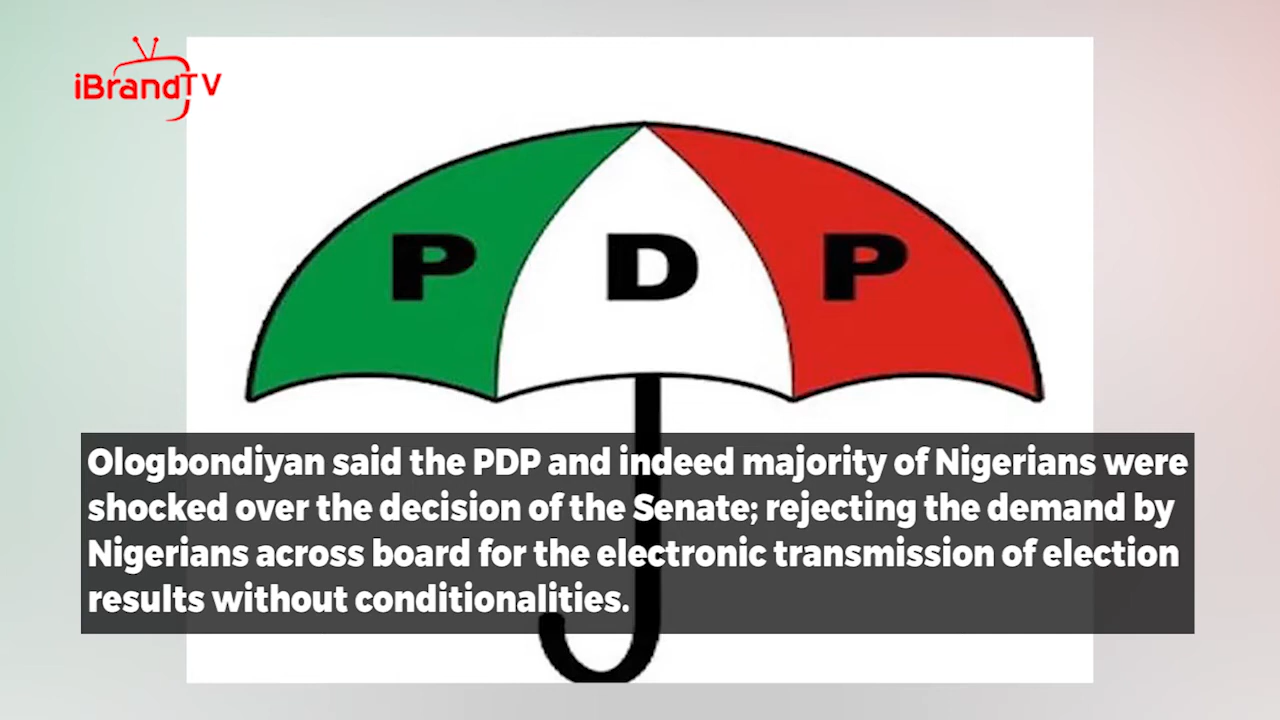 iBrandTV
P D P
Ologbondiyan said the PDP and indeed majority of Nigerians were
shocked over the decision of the Senate; rejecting the demand by
Nigerians across board for the electronic transmission of election
results without conditionalities.